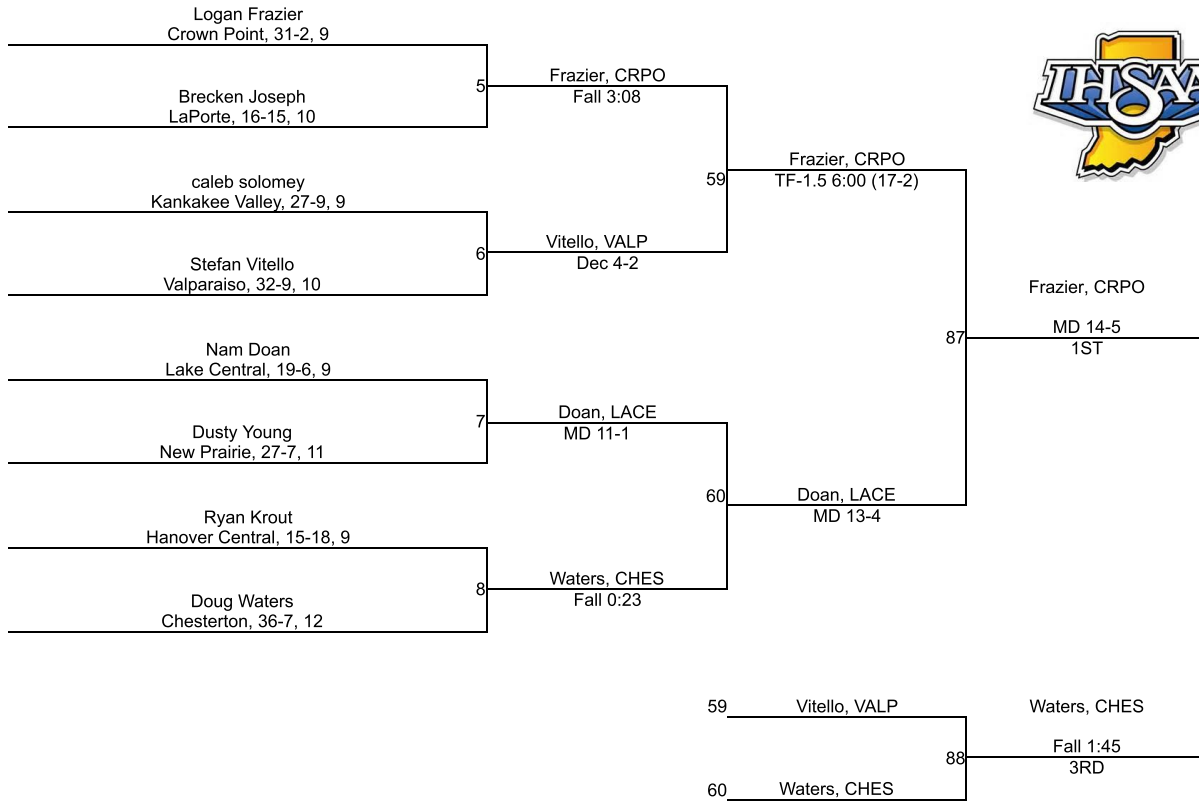 Logan Frazier
Crown Point, 31-2, 9
Brecken Joseph
LaPorte, 16-15, 10
caleb solomey
Kankakee Valley, 27-9, 9
Stefan Vitello
Valparaiso, 32-9, 10
Nam Doan
Lake Central, 19-6, 9
Dusty Young
New Prairie, 27-7, 11
Ryan Krout
Hanover Central, 15-18, 9
Doug Waters
Chesterton, 36-7, 12
5
Frazier, CRPO
Fall 3:08
6
Vitello, VALP
Dec 4-2
7
Doan, LACE
MD 11-1
8
Waters, CHES
Fall 0:23
59
Frazier, CRPO
TF-1.5 6:00 (17-2)
60
Doan, LACE
MD 13-4
IHSAA
87
Frazier, CRPO
MD 14-5
1ST
59
Vitello, VALP
60
Waters, CHES
88
Waters, CHES
Fall 1:45
3RD